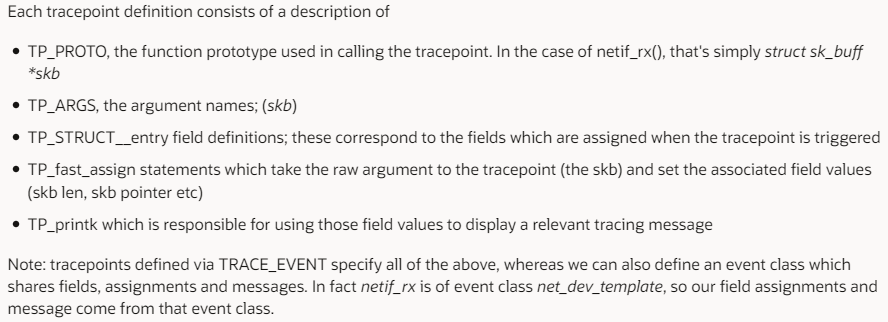 Each tracepoint definition consists of a description of
• TP_PROTO, the function prototype used in calling the tracepoint. In the case of netif_rx(), that's simply struct sk_buff
*skb
• TP_ARGS, the argument names; (skb)
• TP_STRUCT__entry field definitions; these correspond to the fields which are assigned when the tracepoint is triggered
• TP_fast_assign statements which take the raw argument to the tracepoint (the skb) and set the associated field values
(skb len, skb pointer etc)
• TP_printk which is responsible for using those field values to display a relevant tracing message
Note: tracepoints defined via TRACE_EVENT specify all of the above, whereas we can also define an event class which
shares fields, assignments and messages. In fact netif_rx is of event class net_dev_template, so our field assignments and
message come from that event class.